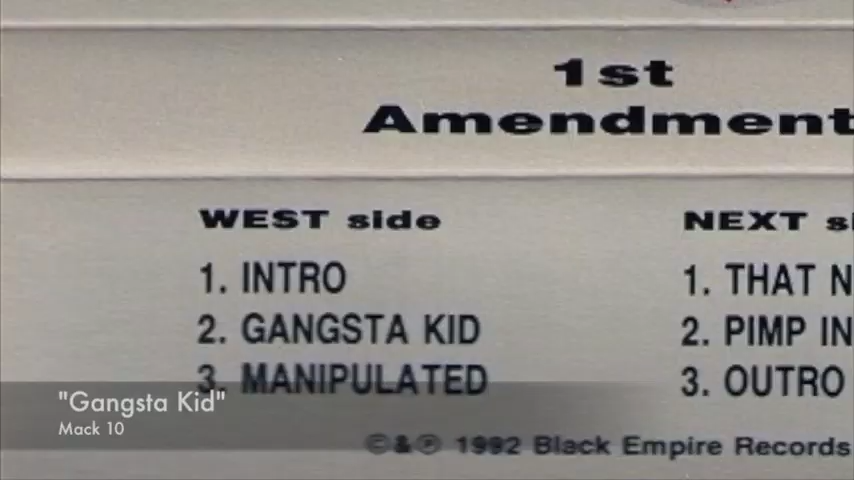 1st
Amendment
WEST side
1. INTRO
2. GANGSTA KID
3. MANIPULATED
NEXT
1. THAT
2. PIMP
3. OUTRO
©&℗ 1992 Black Empire Records
"Gangsta Kid"
Mack 10